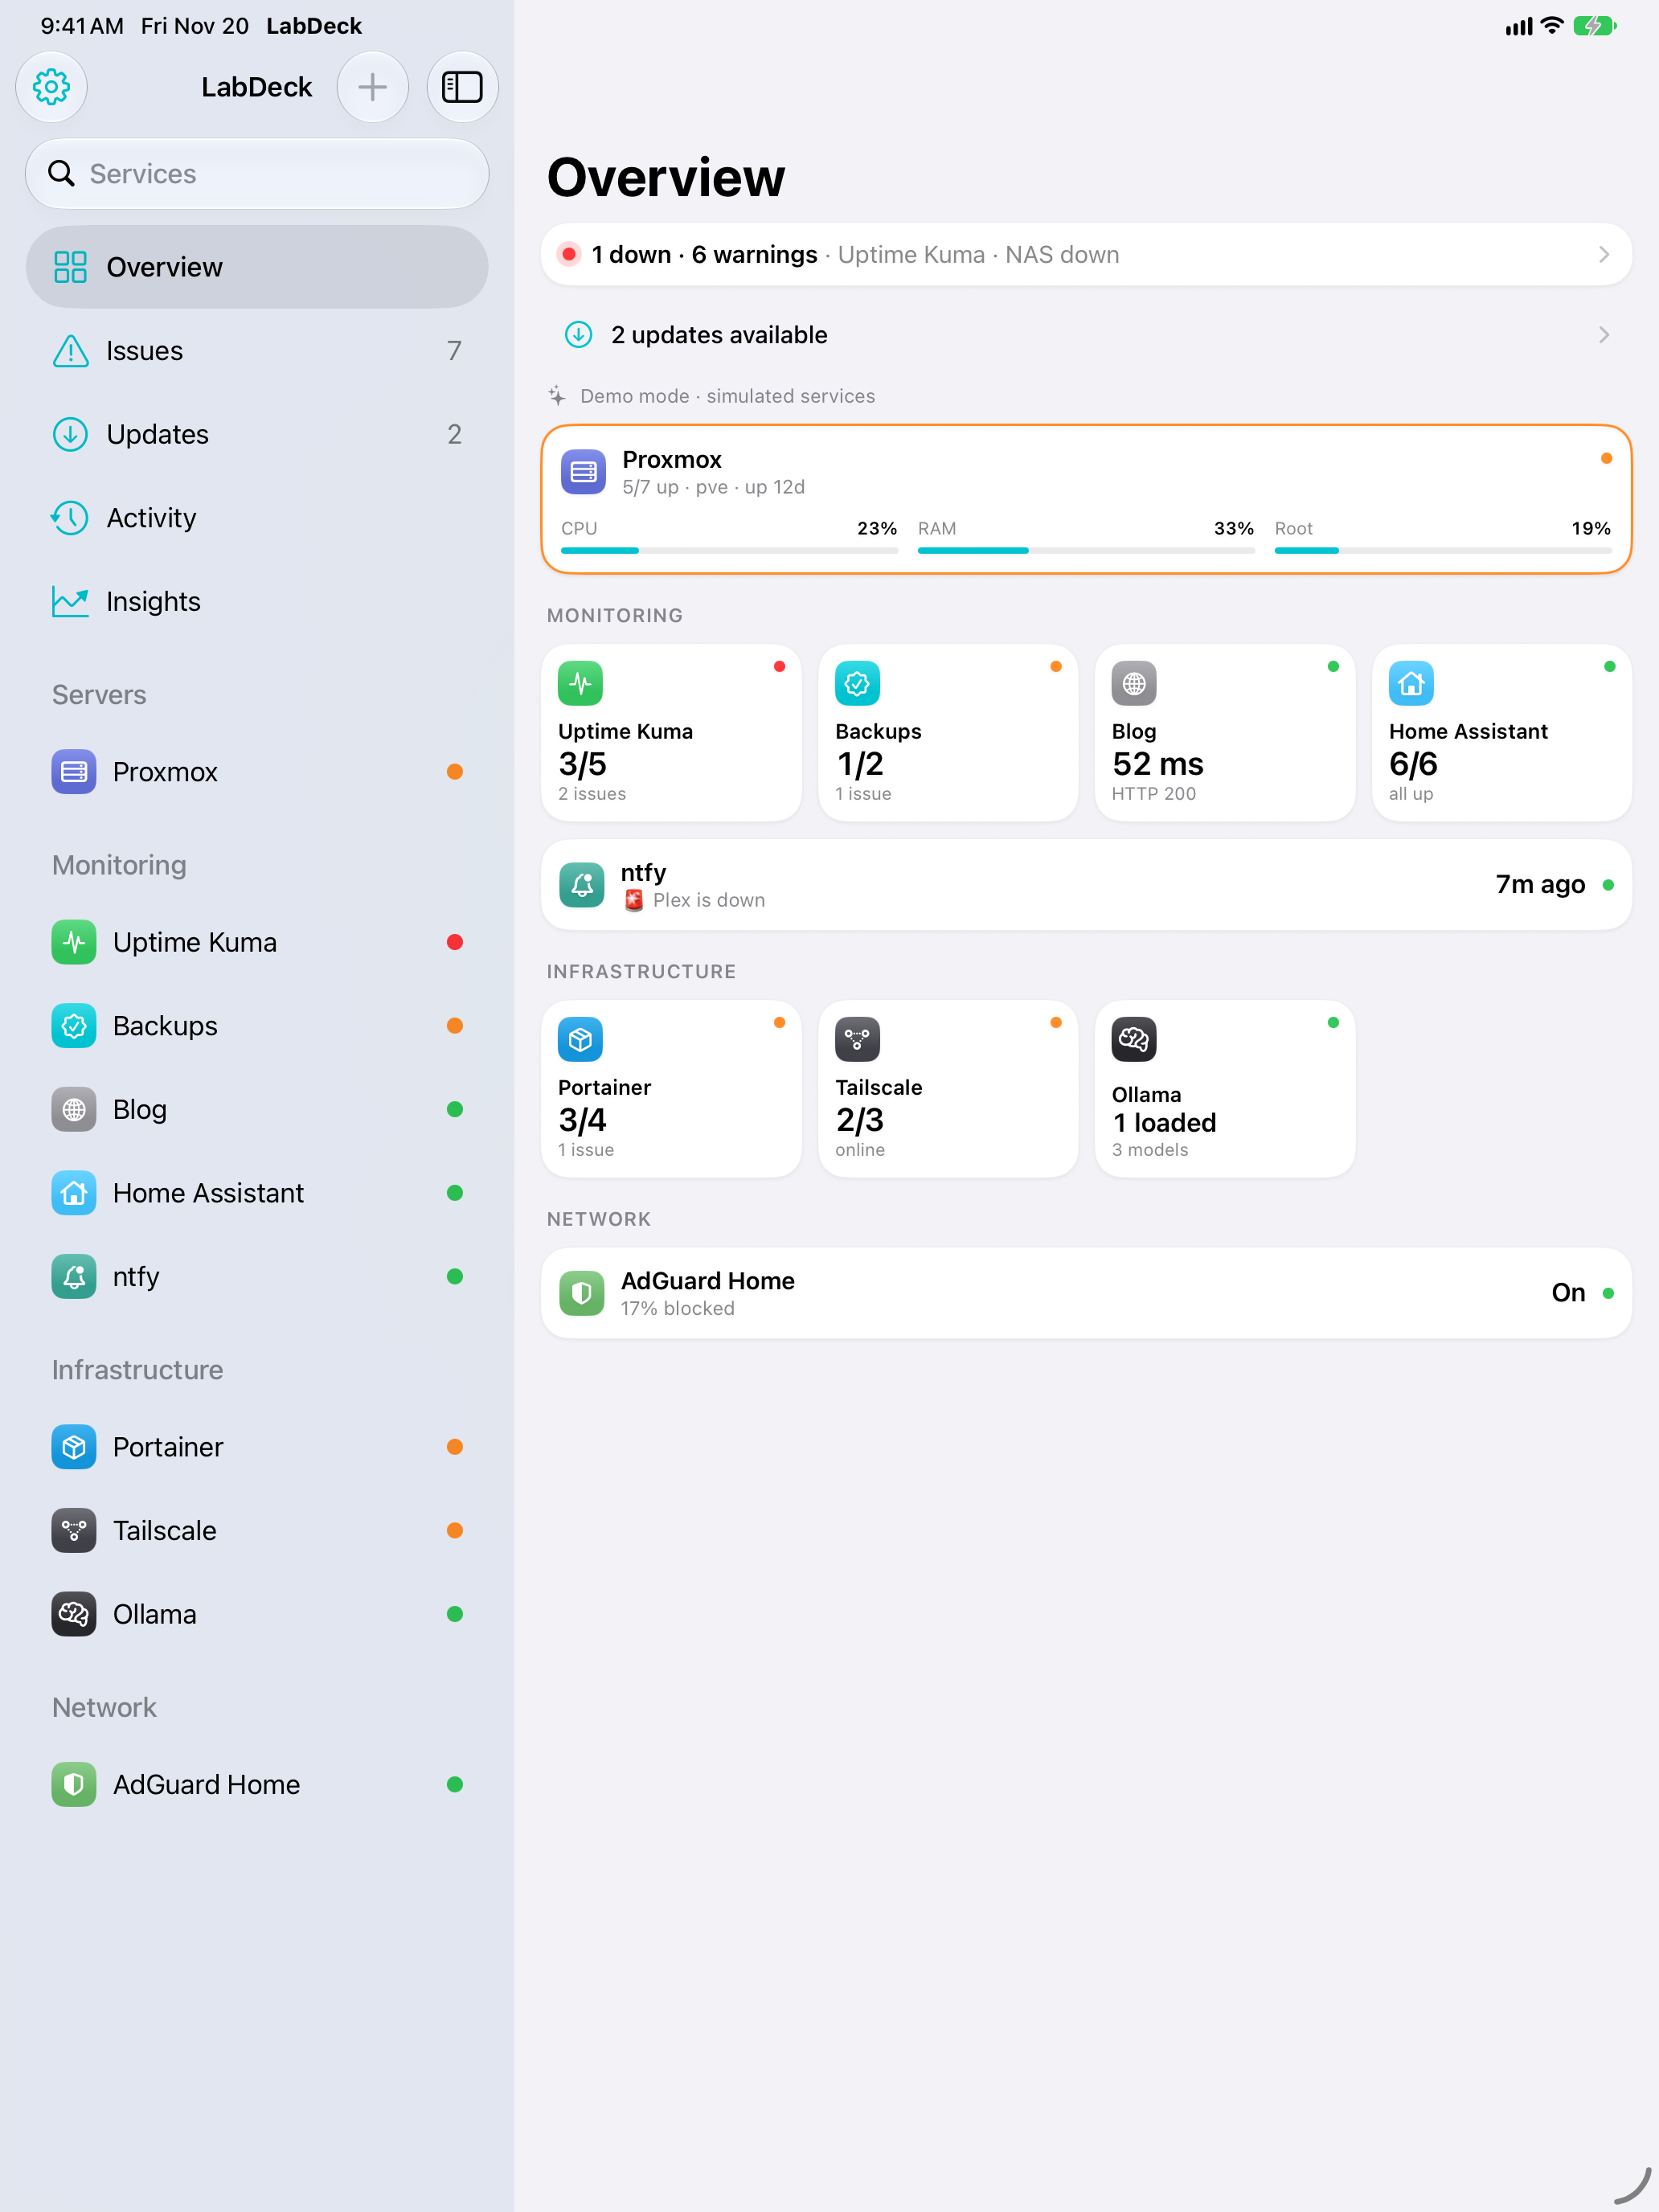 9:41 AM Fri Nov 20 LabDeck
LabDeck
Services
Overview
Issues 7
Updates 2
Activity
Insights
Servers
Proxmox
Monitoring
Uptime Kuma
Backups
Blog
Home Assistant
ntfy
Infrastructure
Portainer
Tailscale
Ollama
Network
AdGuard Home
Overview
1 down · 6 warnings · Uptime Kuma · NAS down
2 updates available
Demo mode · simulated services
Proxmox
5/7 up · pve · up 12d
CPU 23% RAM 33% Root 19%
MONITORING
Uptime Kuma
3/5
2 issues
Backups
1/2
1 issue
Blog
52 ms
HTTP 200
Home Assistant
6/6
all up
ntfy
🚨 Plex is down
7m ago
INFRASTRUCTURE
Portainer
3/4
1 issue
Tailscale
2/3
online
Ollama
1 loaded
3 models
NETWORK
AdGuard Home
17% blocked
On